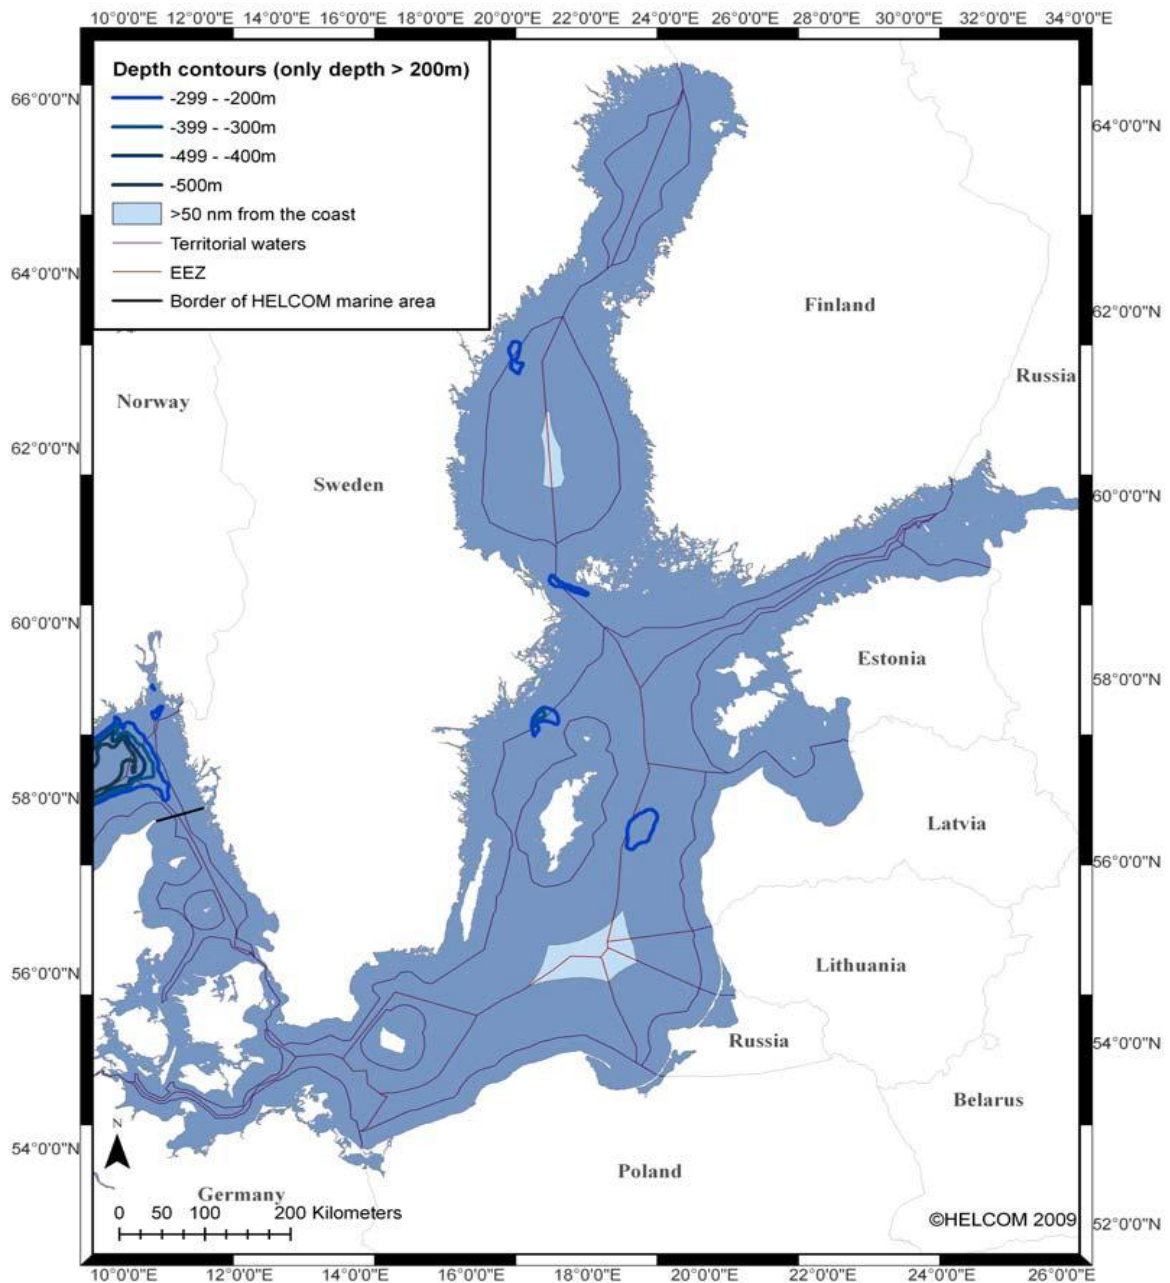 10°0'0"E 12°0'0"E 14°0'0"E 16°0'0"E 18°0'0"E 20°0'0"E 22°0'0"E 24°0'0"E 26°0'0"E 28°0'0"E 30°0'0"E 32°0'0"E 34°0'0"E
Depth contours (only depth > 200m)
-299 - -200m
-399 - -300m
-499 - -400m
-500m
>50 nm from the coast
Territorial waters
EEZ
Border of HELCOM marine area
66°0'0"N
64°0'0"N
64°0'0"N
62°0'0"N
Finland
Russia
Norway
62°0'0"N
Sweden
60°0'0"N
60°0'0"N
Estonia
58°0'0"N
58°0'0"N
Latvia
56°0'0"N
56°0'0"N
Lithuania
Russia
54°0'0"N
Belarus
N
54°0'0"N
Poland
Germany
0 50 100 200 Kilometers
©HELCOM 2009
52°0'0"N
10°0'0"E 12°0'0"E 14°0'0"E 16°0'0"E 18°0'0"E 20°0'0"E 22°0'0"E 24°0'0"E 26°0'0"E